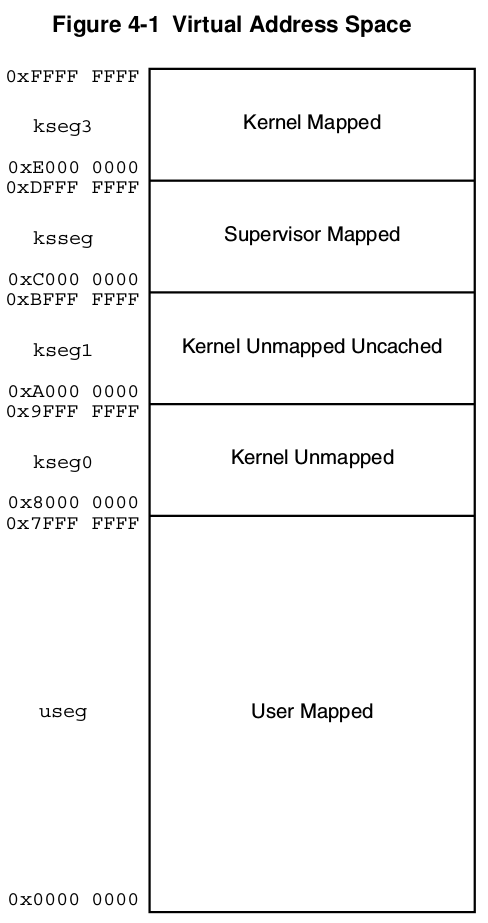 Figure 4-1 Virtual Address Space
0xFFFF FFFF
kseg3
Kernel Mapped
0xE000 0000
0xDFFF FFFF
ksseg
Supervisor Mapped
0xC000 0000
0xBFFF FFFF
kseg1
Kernel Unmapped Uncached
0xA000 0000
0x9FFF FFFF
kseg0
Kernel Unmapped
0x8000 0000
0x7FFF FFFF
useg
User Mapped
0x0000 0000